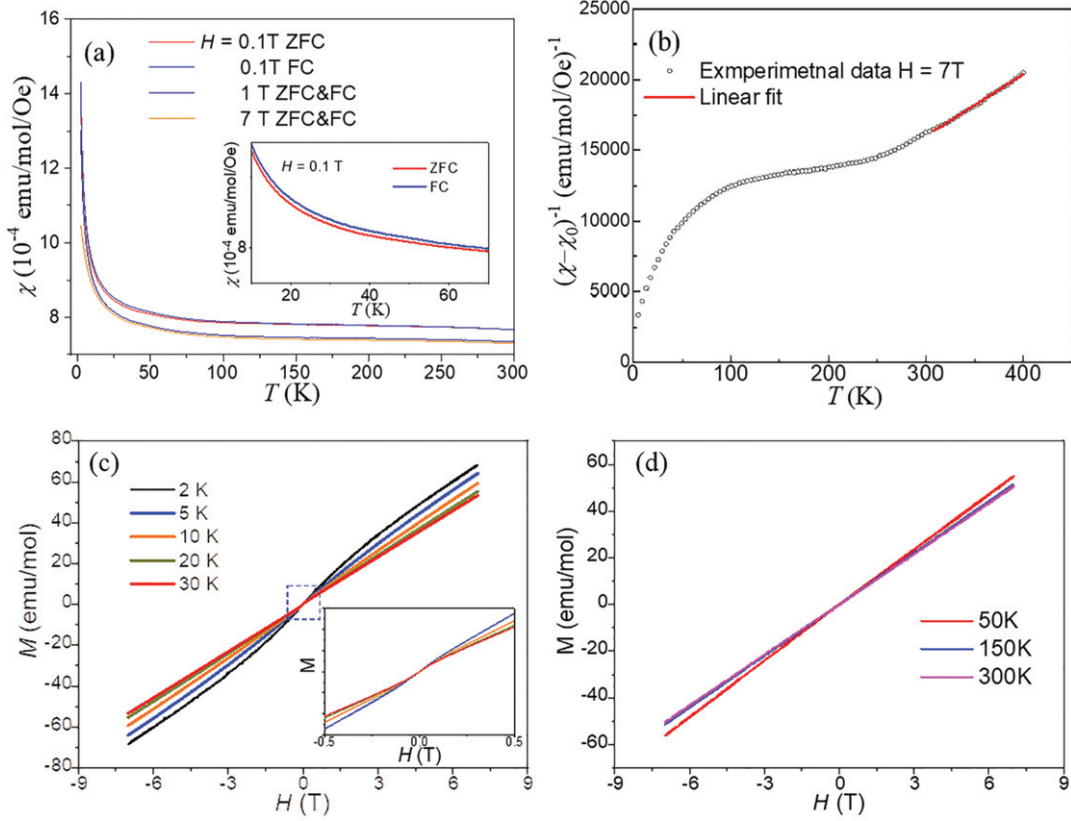 (a)
H = 0.1T ZFC
0.1T FC
1 T ZFC&FC
7 T ZFC&FC
16
14
12
10
8
χ (10⁻⁴ emu/mol/Oe)
0 50 100 150 200 250 300
T (K)
H = 0.1 T
ZFC
FC
8
χ (10⁻⁴ emu/mol/Oe)
20 40 60
T (K)
(b)
Exmperimetnal data H = 7T
Linear fit
25000
20000
15000
10000
5000
0
(χ−χ₀)⁻¹ (emu/mol/Oe)⁻¹
0 100 200 300 400
T (K)
(c)
2 K
5 K
10 K
20 K
30 K
80
60
40
20
0
-20
-40
-60
-80
M (emu/mol)
-9 -6 -3 0 3 6 9
H (T)
M
-0.5 0.0 0.5
H (T)
(d)
60
40
20
0
-20
-40
-60
M (emu/mol)
50K
150K
300K
-9 -6 -3 0 3 6 9
H (T)